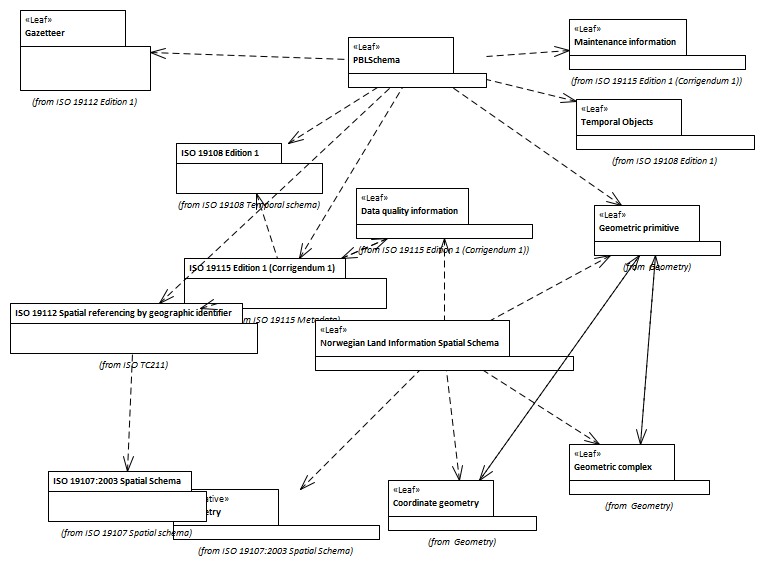 «Leaf»
Gazetteer
(from ISO 19112 Edition 1)
«Leaf»
PBLSchema
«Leaf»
Maintenance information
(from ISO 19115 Edition 1 (Corrigendum 1))
«Leaf»
Temporal Objects
(from ISO 19108 Edition 1)
ISO 19108 Edition 1
(from ISO 19108 Temporal schema)
«Leaf»
Data quality information
(from ISO 19115 Edition 1 (Corrigendum 1))
«Leaf»
Geometric primitive
(from Geometry)
ISO 19115 Edition 1 (Corrigendum 1)
m ISO 19115 Metadata)
ISO 19112 Spatial referencing by geographic identifier
(from ISO TC211)
«Leaf»
Norwegian Land Information Spatial Schema
«Leaf»
Geometric complex
(from Geometry)
ISO 19107:2003 Spatial Schema
(from ISO 19107 Spatial schema)
ative»
etry
(from ISO 19107:2003 Spatial Schema)
«Leaf»
Coordinate geometry
(from Geometry)